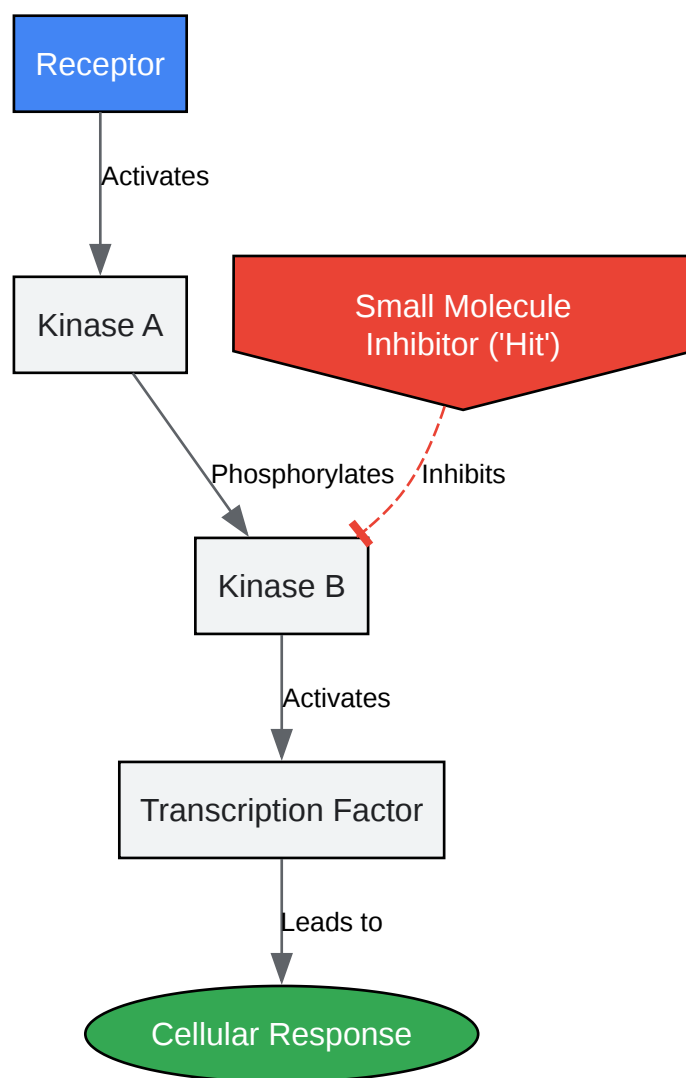 Receptor
Activates
Kinase A
Small Molecule
Inhibitor ('Hit')
Phosphorylates
Inhibits
Kinase B
Activates
Transcription Factor
Leads to
Cellular Response